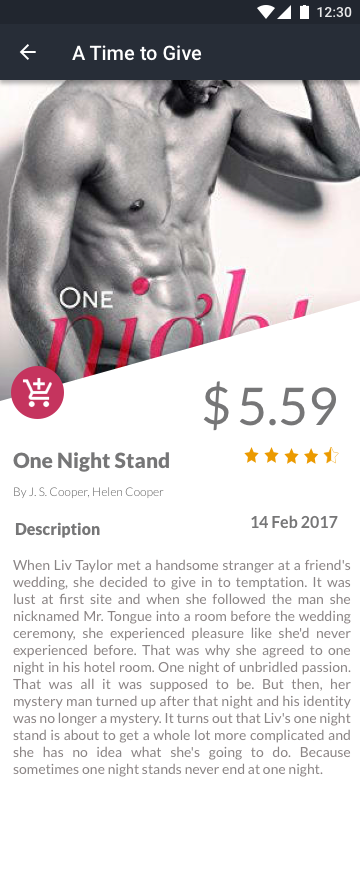 12:30
A Time to Give
ONE
night
$ 5.59
One Night Stand
By J. S. Cooper, Helen Cooper
14 Feb 2017
Description
When Liv Taylor met a handsome stranger at a friend's
wedding, she decided to give in to temptation. It was
lust at first site and when she followed the man she
nicknamed Mr. Tongue into a room before the wedding
ceremony, she experienced pleasure like she'd never
experienced before. That was why she agreed to one
night in his hotel room. One night of unbridled passion.
That was all it was supposed to be. But then, her
mystery man turned up after that night and his identity
was no longer a mystery. It turns out that Liv's one night
stand is about to get a whole lot more complicated and
she has no idea what she's going to do. Because
sometimes one night stands never end at one night.